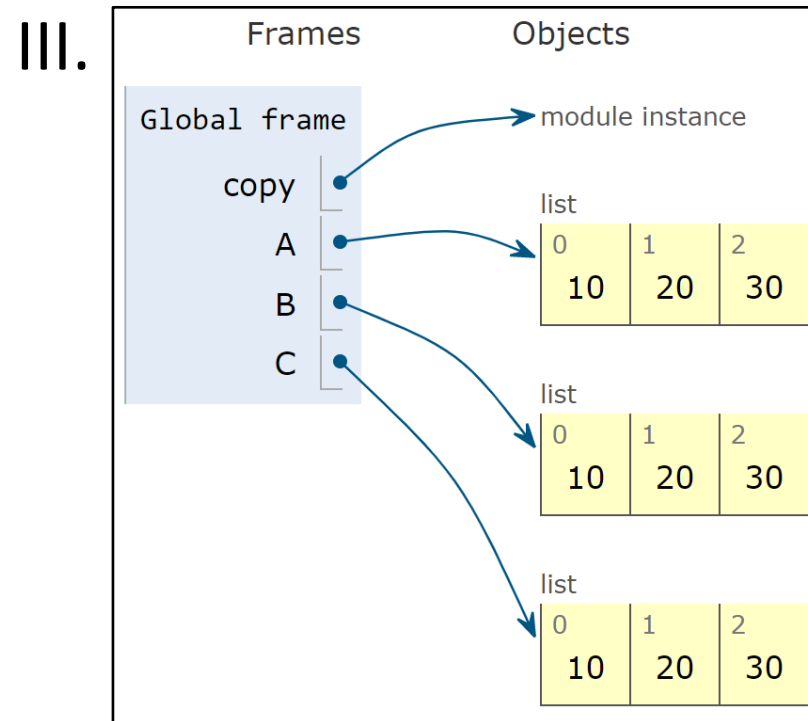 III.
Frames Objects
Global frame
module instance
copy
list
A
0 1 2
10 20 30
B
C
list
0 1 2
10 20 30
list
0 1 2
10 20 30